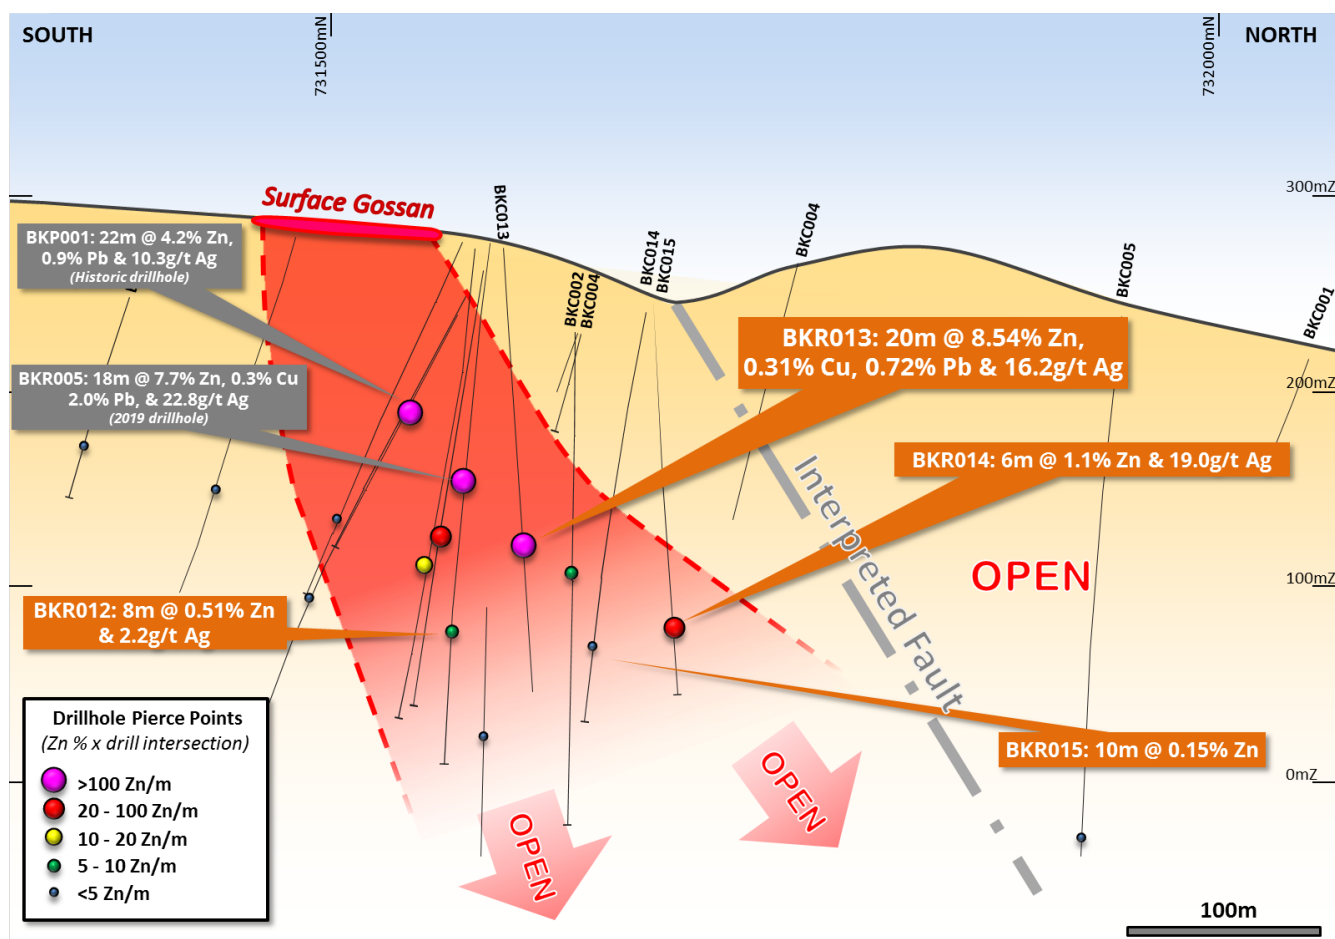 SOUTH
731500mN
732000mN
NORTH
300mZ
Surface Gossan
BKC013
BKP001: 22m @ 4.2% Zn,
0.9% Pb & 10.3g/t Ag
(Historic drillhole)
BKC014
BKC015
BKC004
BKC005
BKC002
BKC004
BKC001
BKR013: 20m @ 8.54% Zn,
0.31% Cu, 0.72% Pb & 16.2g/t Ag
BKR005: 18m @ 7.7% Zn, 0.3% Cu
2.0% Pb, & 22.8g/t Ag
(2019 drillhole)
200mZ
BKR014: 6m @ 1.1% Zn & 19.0g/t Ag
Interpreted Fault
OPEN
100mZ
BKR012: 8m @ 0.51% Zn
& 2.2g/t Ag
BKR015: 10m @ 0.15% Zn
0mZ
OPEN
OPEN
Drillhole Pierce Points
(Zn % x drill intersection)
>100 Zn/m
20 - 100 Zn/m
10 - 20 Zn/m
5 - 10 Zn/m
<5 Zn/m
100m